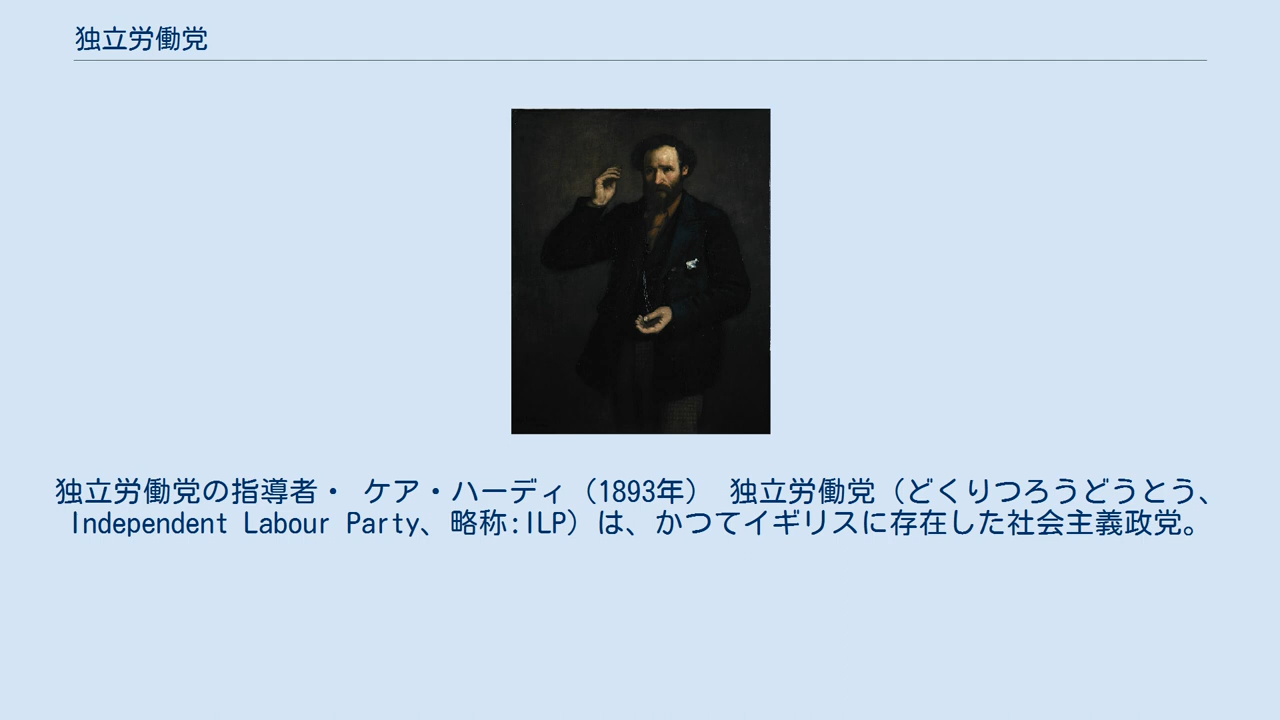 独立労働党
独立労働党の指導者・ ケア・ハーディ（1893年） 独立労働党（どくりつろうどうとう、
Independent Labour Party、略称:ILP）は、かつてイギリスに存在した社会主義政党。